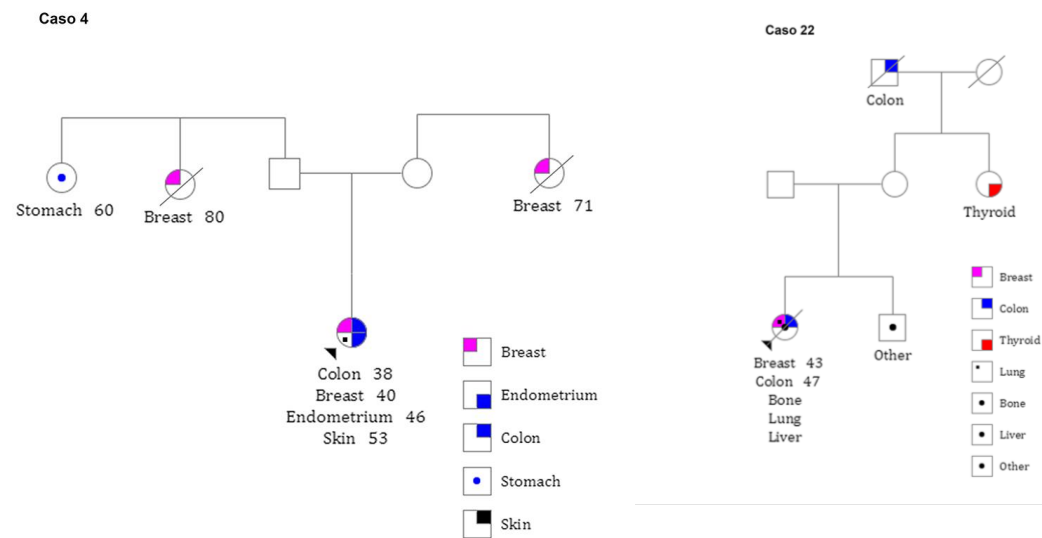 Caso 4
Stomach 60
Breast 80
Breast 71
Colon 38
Breast 40
Endometrium 46
Skin 53
Breast
Endometrium
Colon
Stomach
Skin
Caso 22
Colon
Thyroid
Breast 43
Colon 47
Bone
Lung
Liver
Other
Breast
Colon
Thyroid
Lung
Bone
Liver
Other